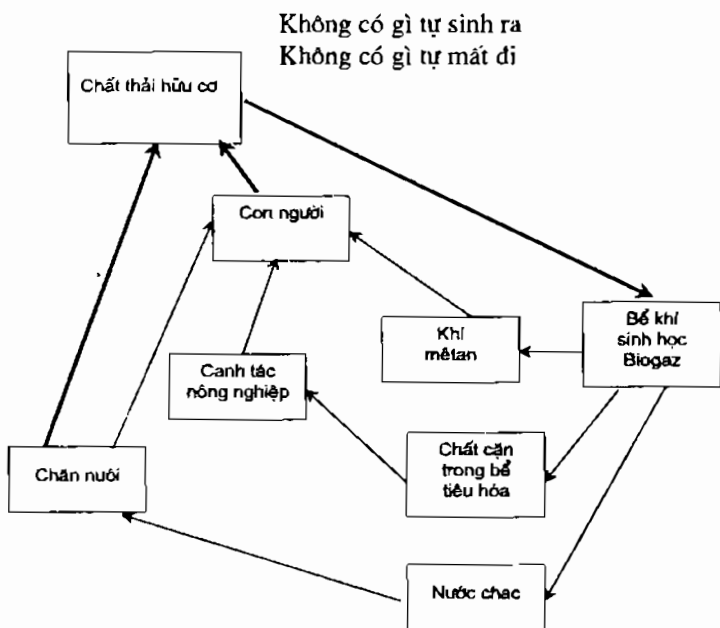 Không có gì tự sinh ra
Không có gì tự mất đi
Chất thải hữu cơ
Con người
Bể khí
sinh học
Biogaz
Khí
mêtan
Canh tác
nông nghiệp
Chất cặn
trong bể
tiêu hóa
Chăn nuôi
Nước chac